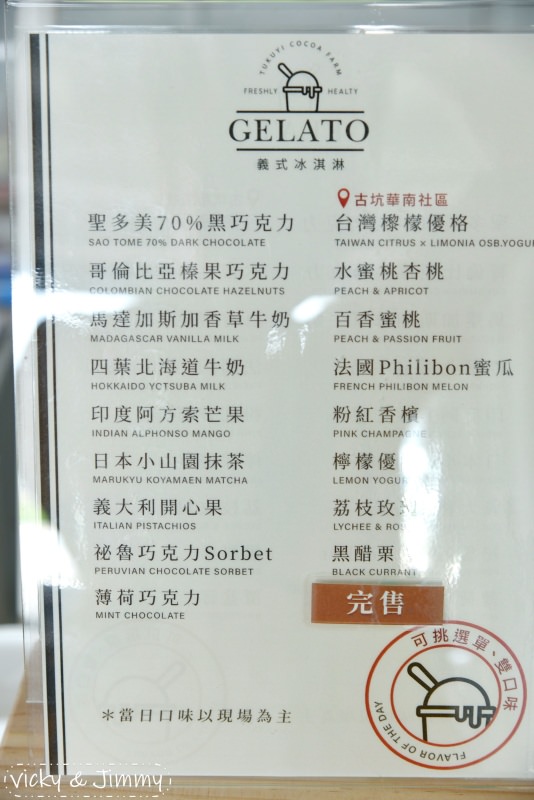 TUKUYI COCOA FARM
FRESHLY HEALTY
GELATO
義式冰淇淋
聖多美70%黑巧克力
SAO TOME 70% DARK CHOCOLATE
哥倫比亞榛果巧克力
COLOMBIAN CHOCOLATE HAZELNUTS
馬達加斯加香草牛奶
MADAGASCAR VANILLA MILK
四葉北海道牛奶
HOKKAIDO YCTSUBA MILK
印度阿方索芒果
INDIAN ALPHONSO MANGO
日本小山園抹茶
MARUKYU KOYAMAEN MATCHA
義大利開心果
ITALIAN PISTACHIOS
祕魯巧克力Sorbet
PERUVIAN CHOCOLATE SORBET
薄荷巧克力
MINT CHOCOLATE
古坑華南社區
台灣檪檬優格
TAIWAN CITRUS × LIMONIA OSB.YOGU
水蜜桃杏桃
PEACH & APRICOT
百香蜜桃
PEACH & PASSION FRUIT
法國Philibon蜜瓜
FRENCH PHILIBON MELON
粉紅香檳
PINK CHAMPAGNE
檸檬優
LEMON YOGUR
荔枝玫
LYCHEE & RO
黑醋栗
BLACK CURRANT
完售
可挑選單、雙口味
FLAVOR OF THE DAY
＊當日口味以現場為主
vicky & Jimmy